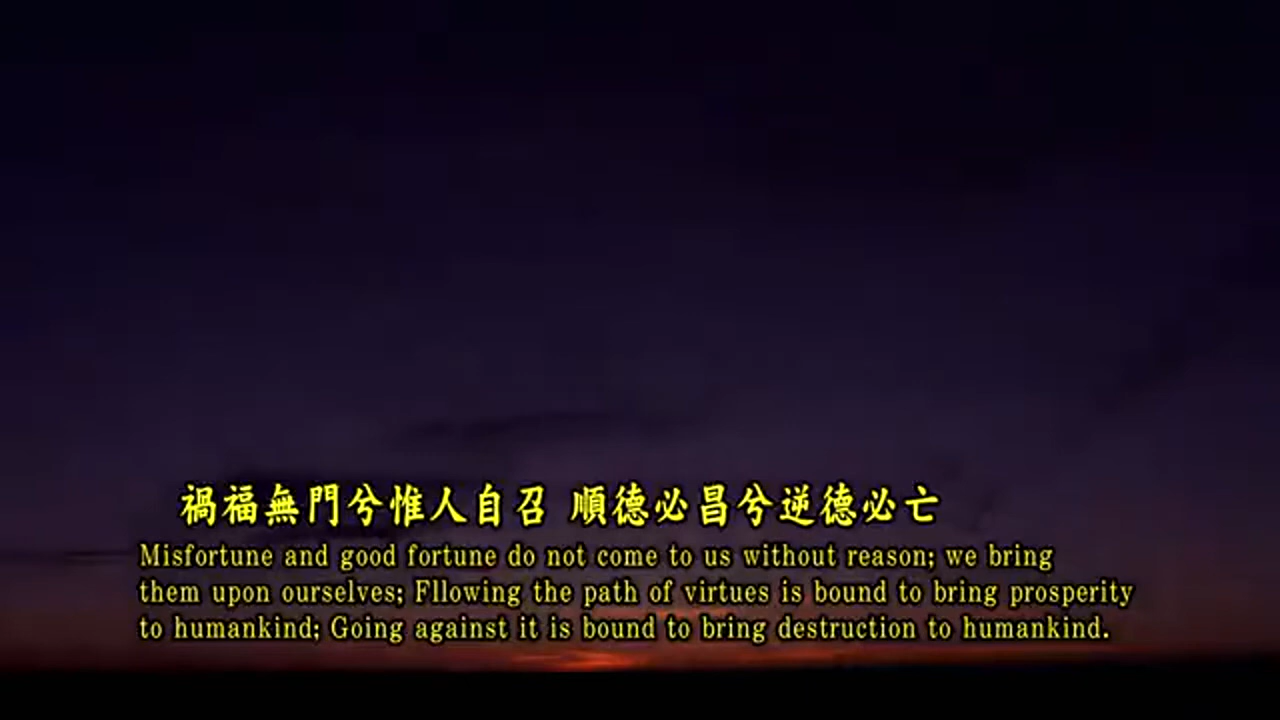 禍福無門兮惟人自召 順德必昌兮逆德必亡
Misfortune and good fortune do not come to us without reason; we bring
them upon ourselves; Fllowing the path of virtues is bound to bring prosperity
to humankind; Going against it is bound to bring destruction to humankind.